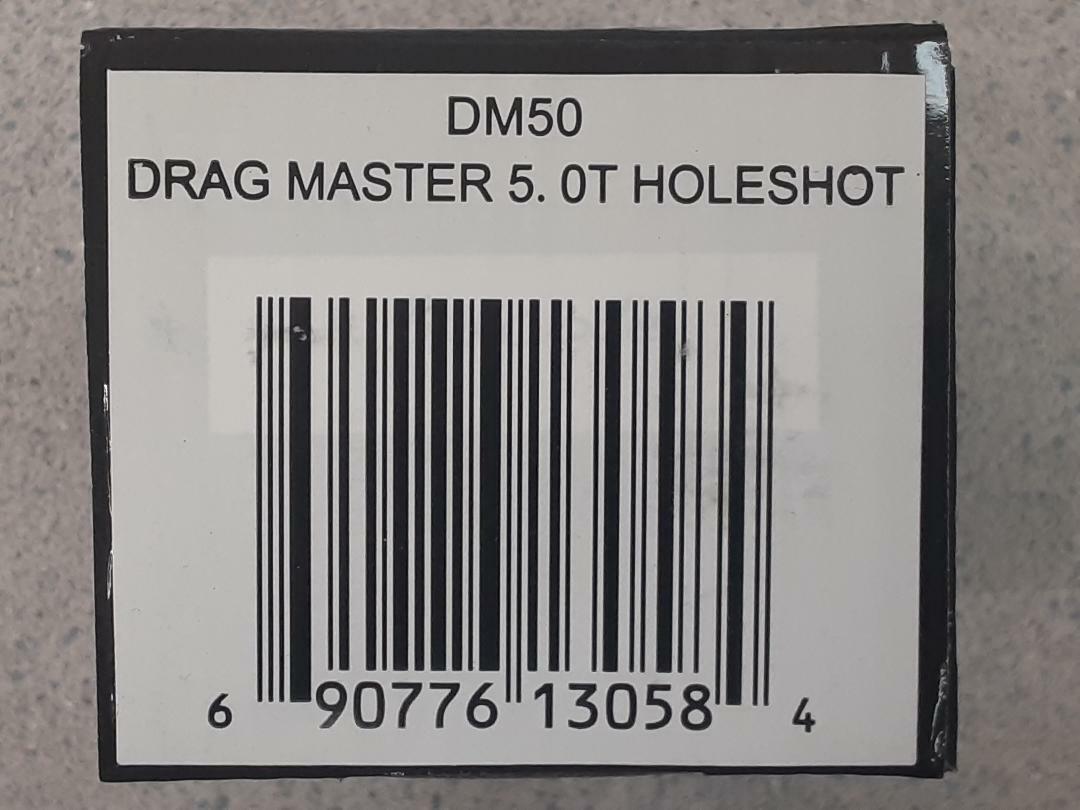 DM50
DRAG MASTER 5. 0T HOLESHOT
6 90776 13058 4